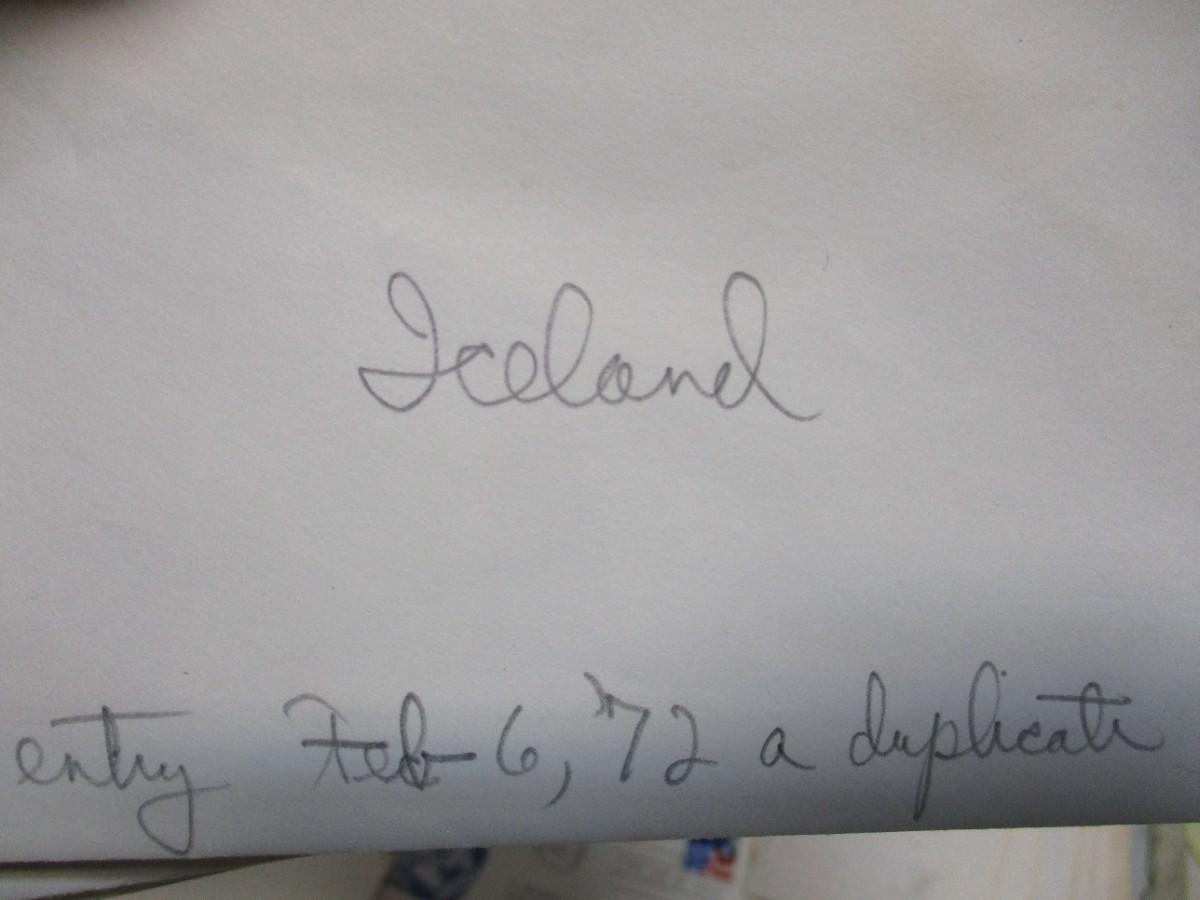 Iceland
entry Feb 6, '72 a duplicate